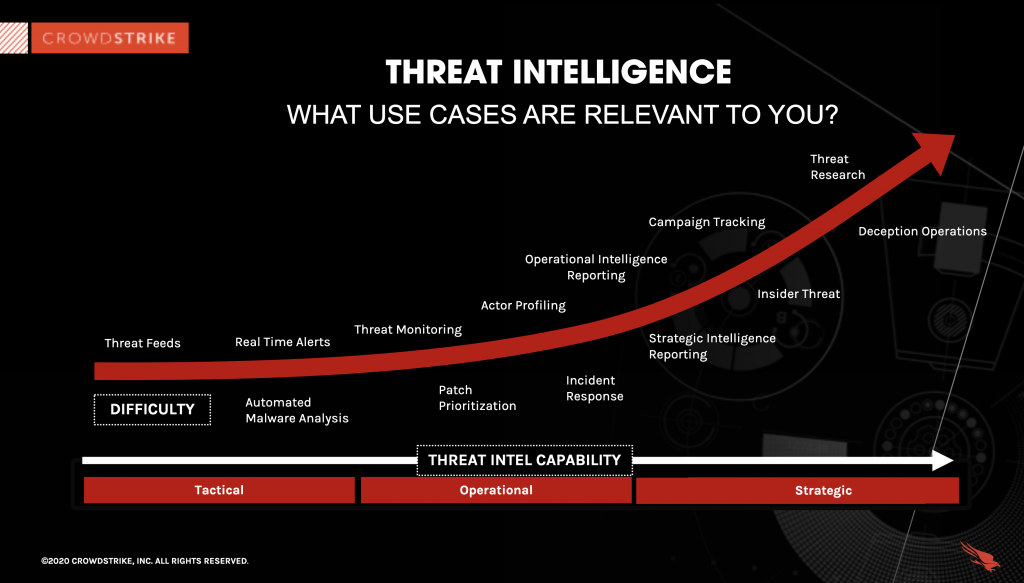 CROWDSTRIKE
THREAT INTELLIGENCE
WHAT USE CASES ARE RELEVANT TO YOU?
Threat
Research
Campaign Tracking
Deception Operations
Operational Intelligence
Reporting
Insider Threat
Actor Profiling
Threat Monitoring
Real Time Alerts
Threat Feeds
Strategic Intelligence
Reporting
Incident
Response
Patch
Prioritization
Automated
Malware Analysis
DIFFICULTY
THREAT INTEL CAPABILITY
Tactical
Operational
Strategic
©2020 CROWDSTRIKE, INC. ALL RIGHTS RESERVED.